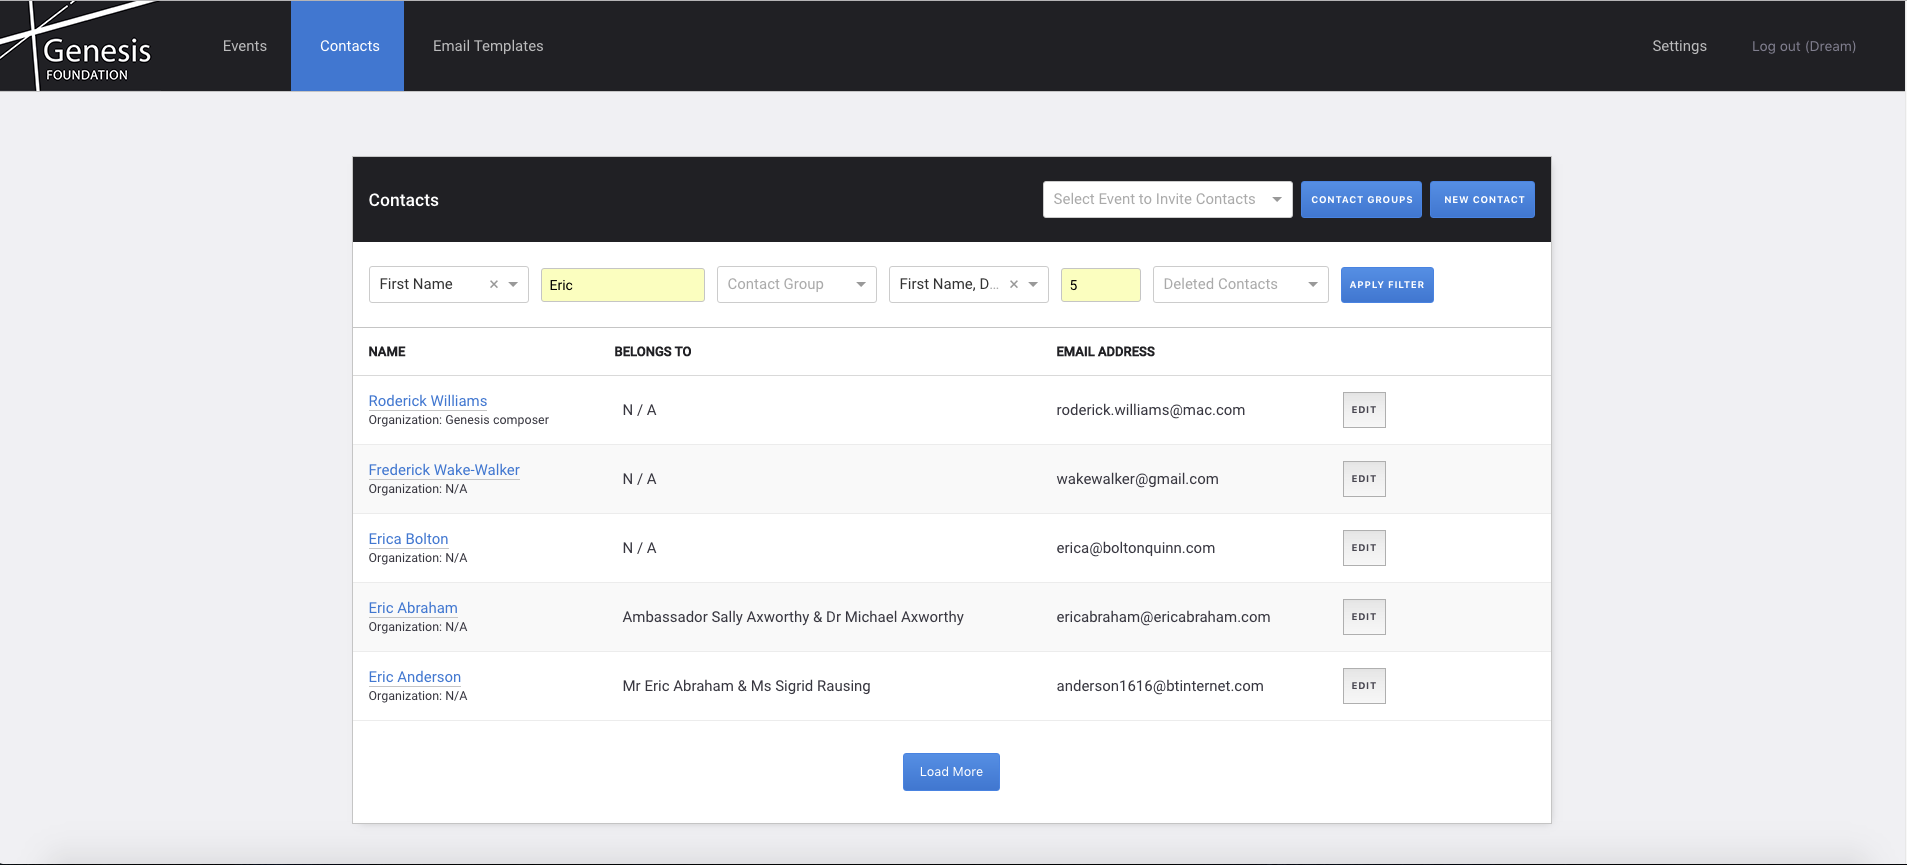 Genesis
FOUNDATION
Events
Contacts
Email Templates
Settings
Log out (Dream)
Contacts
Select Event to Invite Contacts
CONTACT GROUPS
NEW CONTACT
First Name ×
Eric
Contact Group
First Name, D... ×
5
Deleted Contacts
APPLY FILTER
NAME
BELONGS TO
EMAIL ADDRESS
Roderick Williams
Organization: Genesis composer
N / A
roderick.williams@mac.com
EDIT
Frederick Wake-Walker
Organization: N/A
N / A
wakewalker@gmail.com
EDIT
Erica Bolton
Organization: N/A
N / A
erica@boltonquinn.com
EDIT
Eric Abraham
Organization: N/A
Ambassador Sally Axworthy & Dr Michael Axworthy
ericabraham@ericabraham.com
EDIT
Eric Anderson
Organization: N/A
Mr Eric Abraham & Ms Sigrid Rausing
anderson1616@btinternet.com
EDIT
Load More